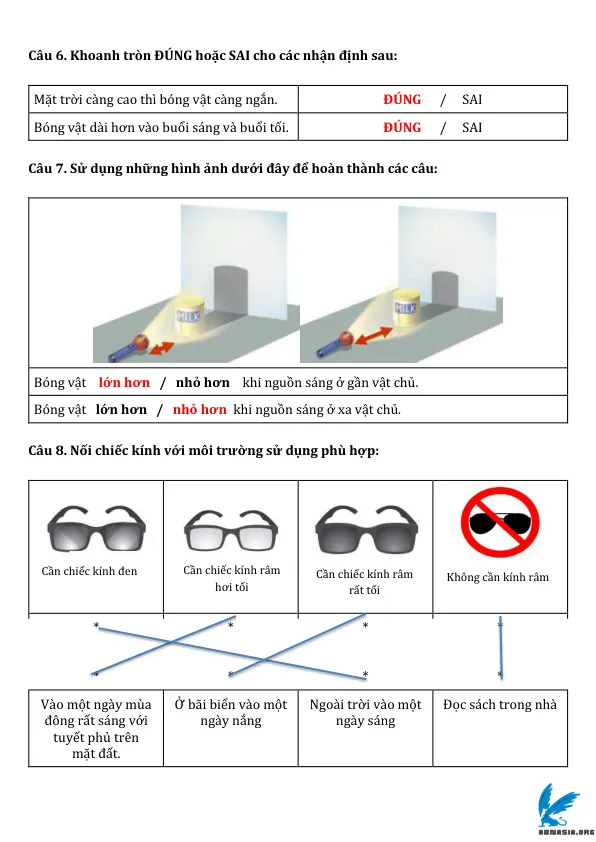 Câu 6. Khoanh tròn ĐÚNG hoặc SAI cho các nhận định sau:
Mặt trời càng cao thì bóng vật càng ngắn. ĐÚNG / SAI
Bóng vật dài hơn vào buổi sáng và buổi tối. ĐÚNG / SAI
Câu 7. Sử dụng những hình ảnh dưới đây để hoàn thành các câu:
MILK MILK
Bóng vật lớn hơn / nhỏ hơn khi nguồn sáng ở gần vật chủ.
Bóng vật lớn hơn / nhỏ hơn khi nguồn sáng ở xa vật chủ.
Câu 8. Nối chiếc kính với môi trường sử dụng phù hợp:
Cần chiếc kính đen
Cần chiếc kính râm
hơi tối
Cần chiếc kính râm
rất tối
Không cần kính râm
* * * *
* * * *
Vào một ngày mùa
đông rất sáng với
tuyết phủ trên
mặt đất.
Ở bãi biển vào một
ngày nắng
Ngoài trời vào một
ngày sáng
Đọc sách trong nhà
ABNASIA.ORG